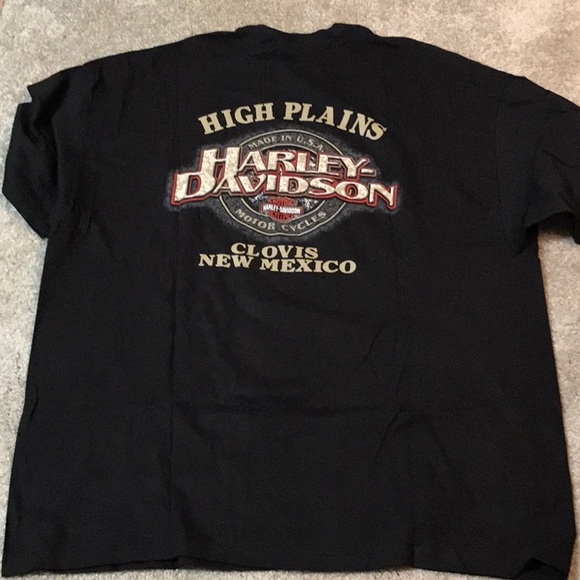 HIGH PLAINS
MADE IN U.S.A.
HARLEY-
DAVIDSON
HARLEY-DAVIDSON
MOTOR CYCLES
CLOVIS
NEW MEXICO